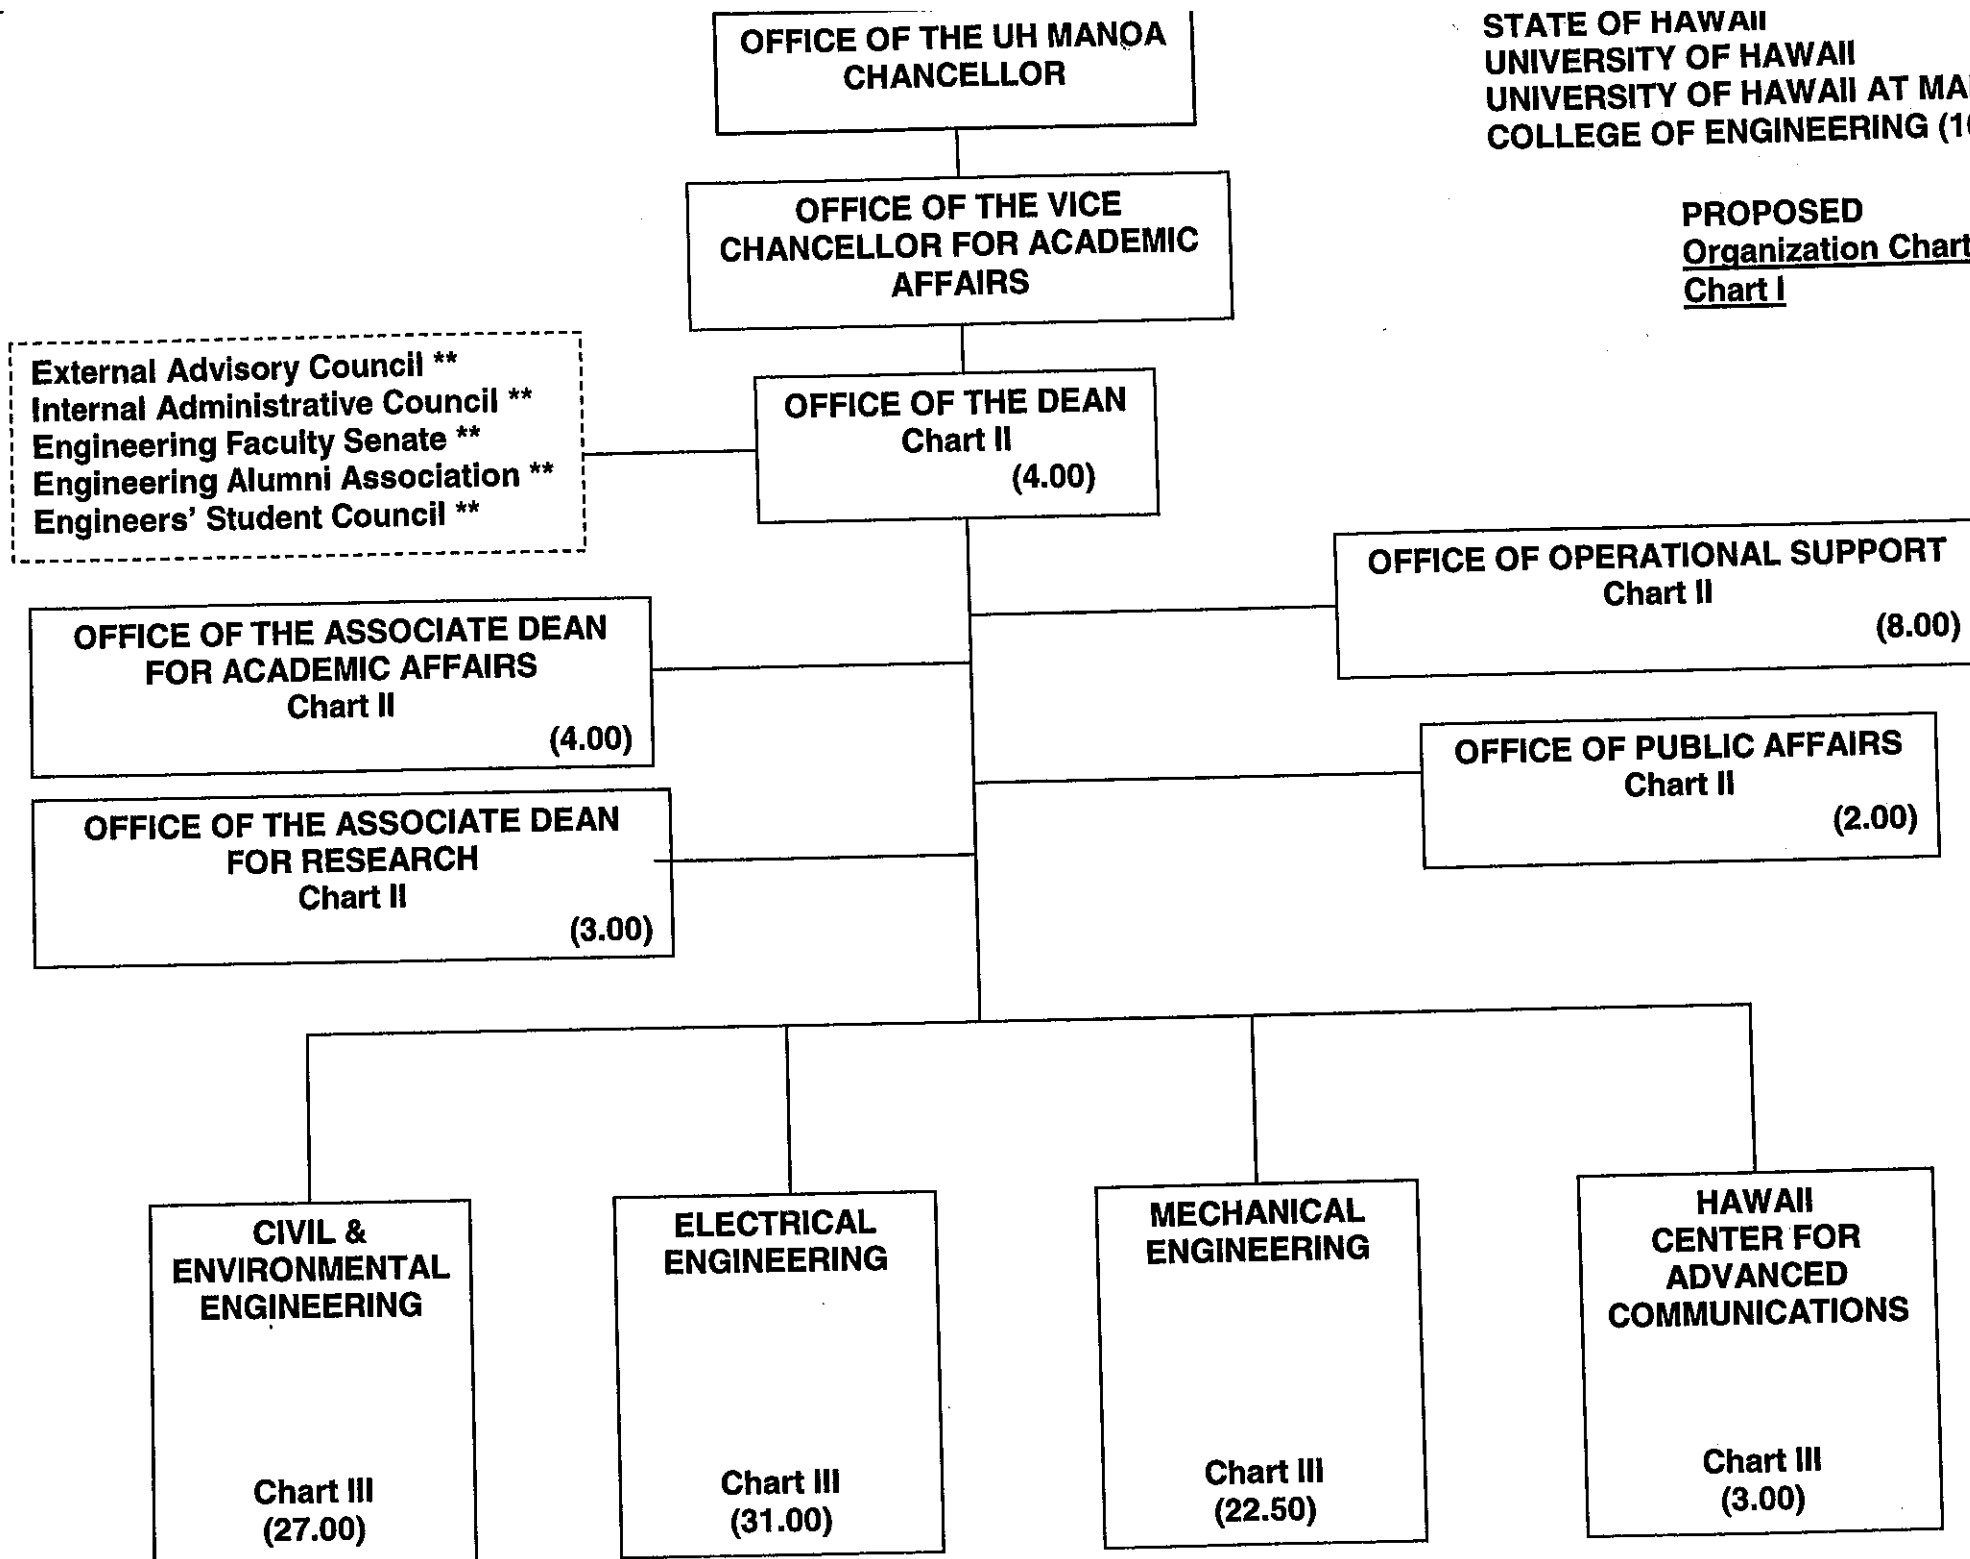 OFFICE OF THE UH MANOA
CHANCELLOR
STATE OF HAWAII
UNIVERSITY OF HAWAII
UNIVERSITY OF HAWAII AT
COLLEGE OF ENGINEERING
PROPOSED
Organization Chart
Chart I
OFFICE OF THE VICE
CHANCELLOR FOR ACADEMIC
AFFAIRS
External Advisory Council **
Internal Administrative Council **
Engineering Faculty Senate **
Engineering Alumni Association **
Engineers' Student Council **
OFFICE OF THE DEAN
Chart II
(4.00)
OFFICE OF OPERATIONAL SUPPORT
Chart II
(8.00)
OFFICE OF THE ASSOCIATE DEAN
FOR ACADEMIC AFFAIRS
Chart II
(4.00)
OFFICE OF PUBLIC AFFAIRS
Chart II
(2.00)
OFFICE OF THE ASSOCIATE DEAN
FOR RESEARCH
Chart II
(3.00)
CIVIL &
ENVIRONMENTAL
ENGINEERING
Chart III
(27.00)
ELECTRICAL
ENGINEERING
Chart III
(31.00)
MECHANICAL
ENGINEERING
Chart III
(22.50)
HAWAII
CENTER FOR
ADVANCED
COMMUNICATIONS
Chart III
(3.00)